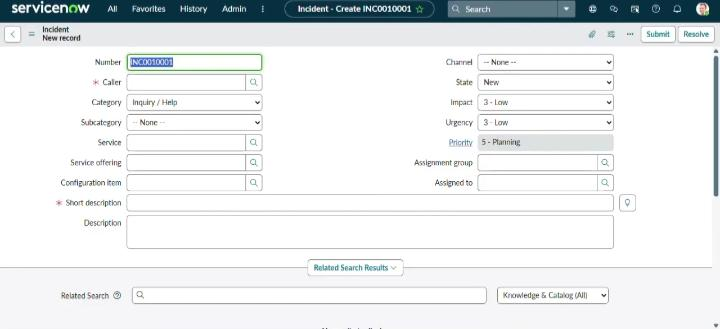 servicenow All Favorites History Admin Incident - Create INC0010001 Search
Incident
New record
Submit Resolve
Number INC0010001 Channel -- None --
* Caller State New
Category Inquiry / Help Impact 3 - Low
Subcategory -- None -- Urgency 3 - Low
Service Priority 5 - Planning
Service offering Assignment group
Configuration item Assigned to
* Short description
Description
Related Search Results
Related Search Knowledge & Catalog (All)